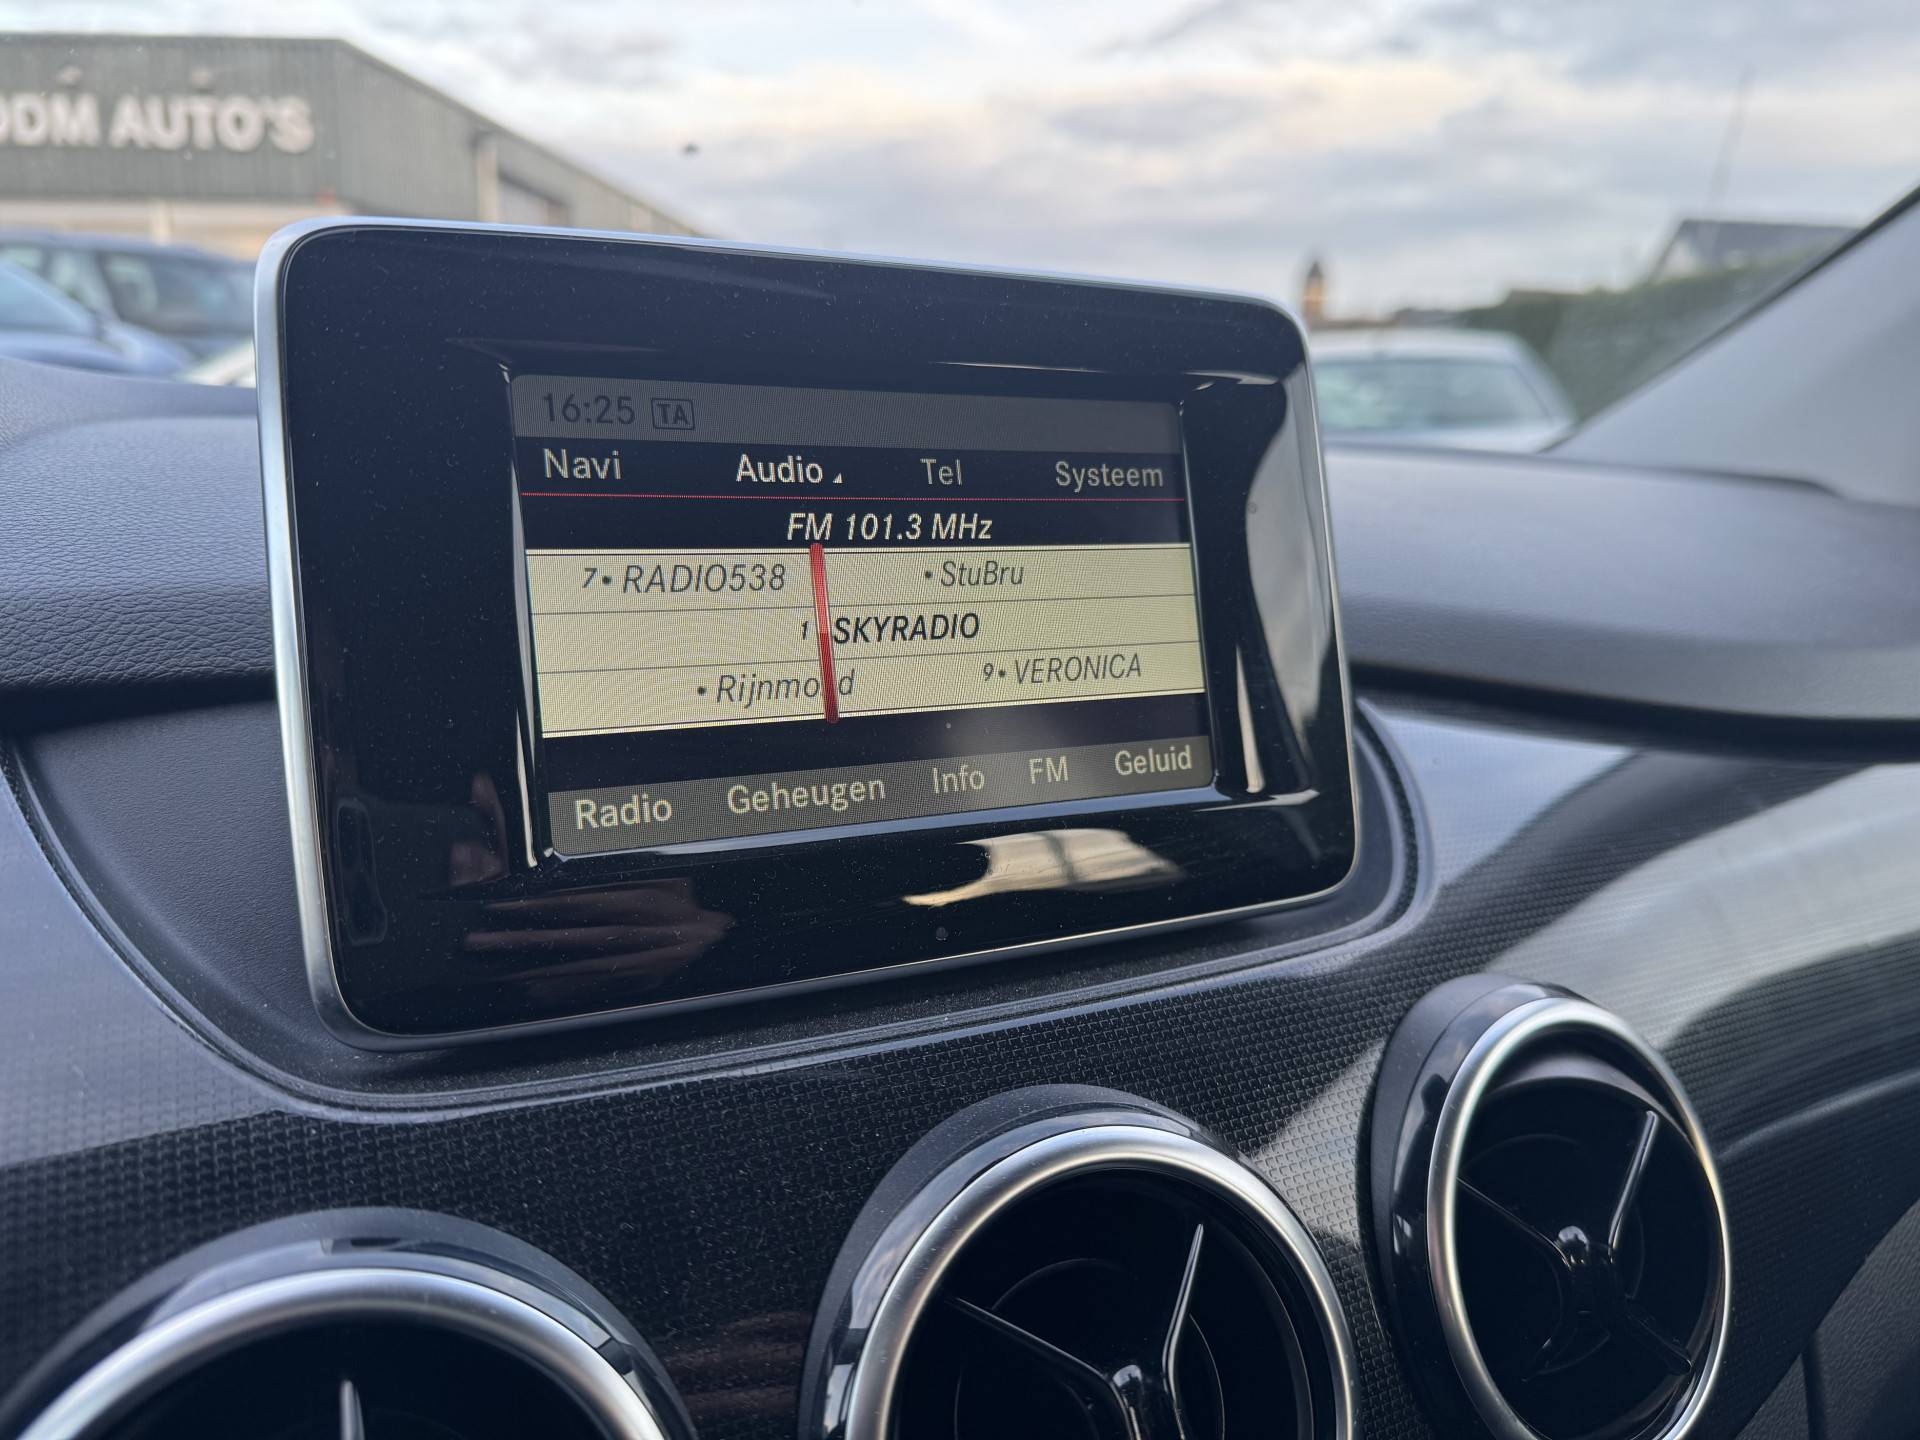 DDM AUTO'S
16:25 TA
Navi Audio Tel Systeem
FM 101.3 MHz
7• RADIO538 • StuBru
1 SKYRADIO
• Rijnmond 9• VERONICA
Radio Geheugen Info FM Geluid